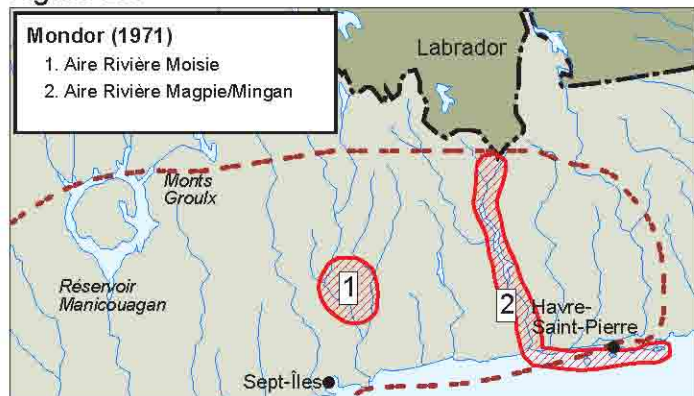 Mondor (1971)
1. Aire Rivière Moisie
2. Aire Rivière Magpie/Mingan
Labrador
Monts
Groulx
Réservoir
Manicouagan
1
2
Havre-
Saint-Pierre
Sept-Îles